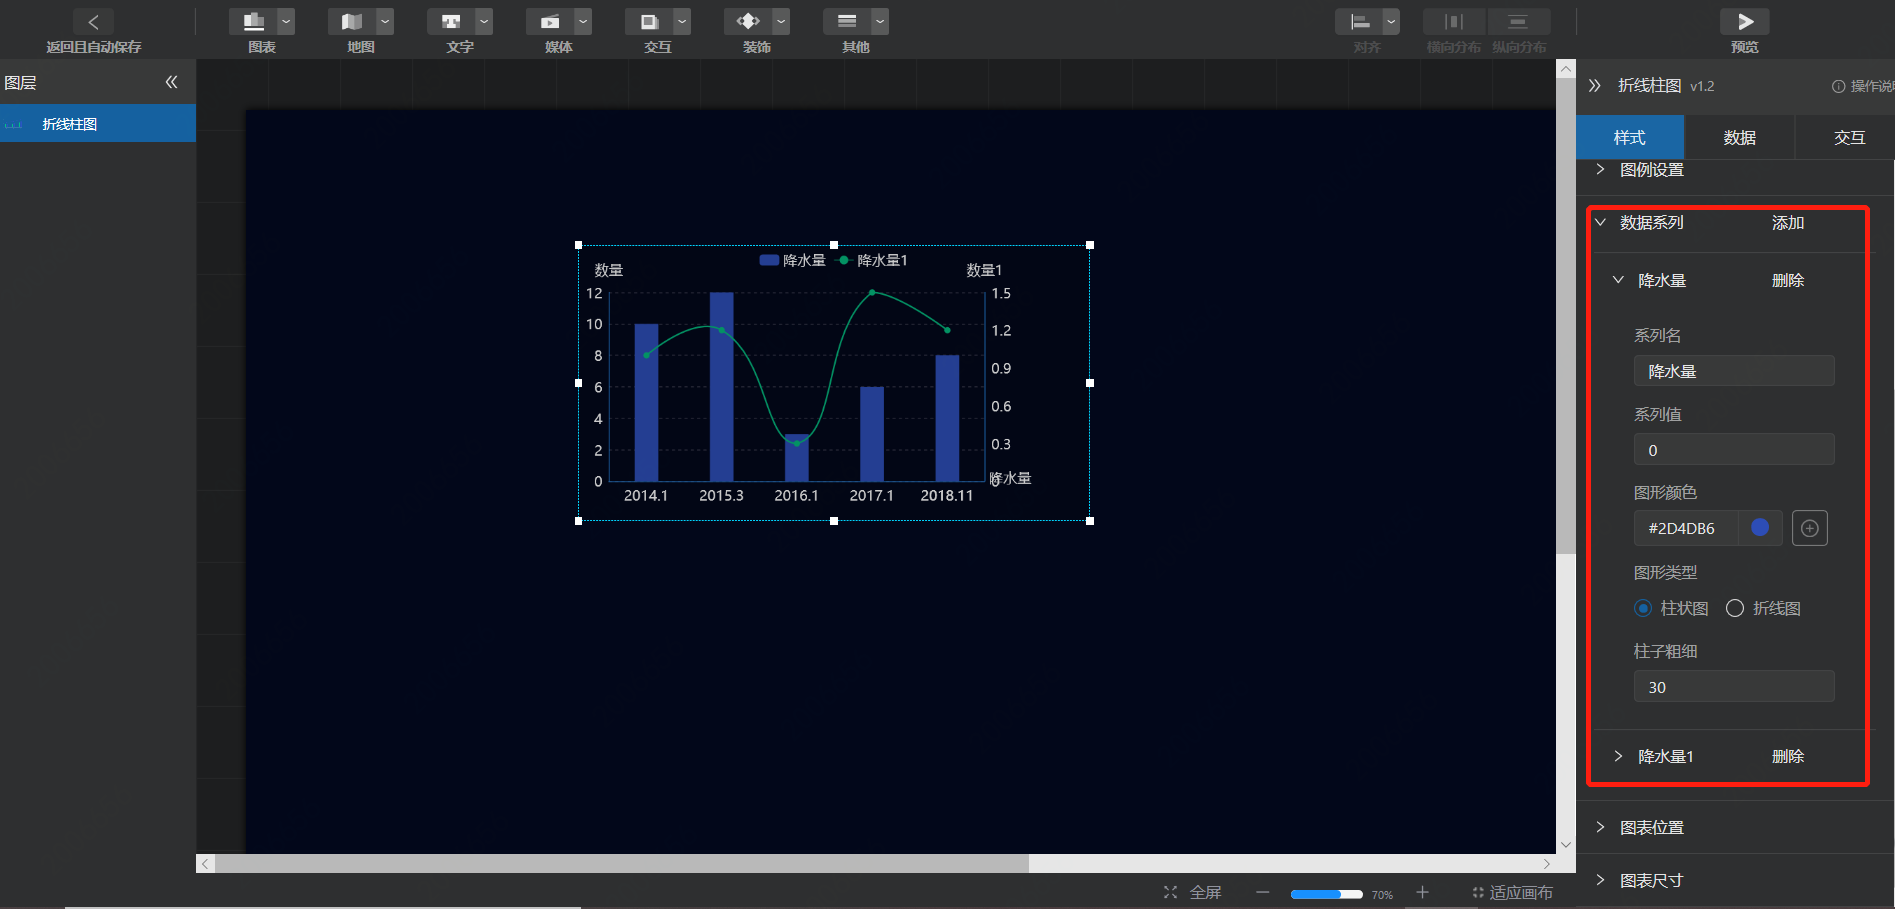 返回且自动保存
图表
地图
文字
媒体
交互
装饰
其他
对齐
横向分布
纵向分布
预览
图层
折线柱图
折线柱图 v1.2
操作说
样式
数据
交互
图例设置
数据系列
添加
降水量
删除
系列名
降水量
系列值
0
图形颜色
#2D4DB6
图形类型
柱状图
折线图
柱子粗细
30
降水量1
删除
图表位置
图表尺寸
降水量
降水量1
数量
数量1
12
10
8
6
4
2
0
1.5
1.2
0.9
0.6
0.3
0
降水量
2014.1
2015.3
2016.1
2017.1
2018.11
全屏
70%
适应画布